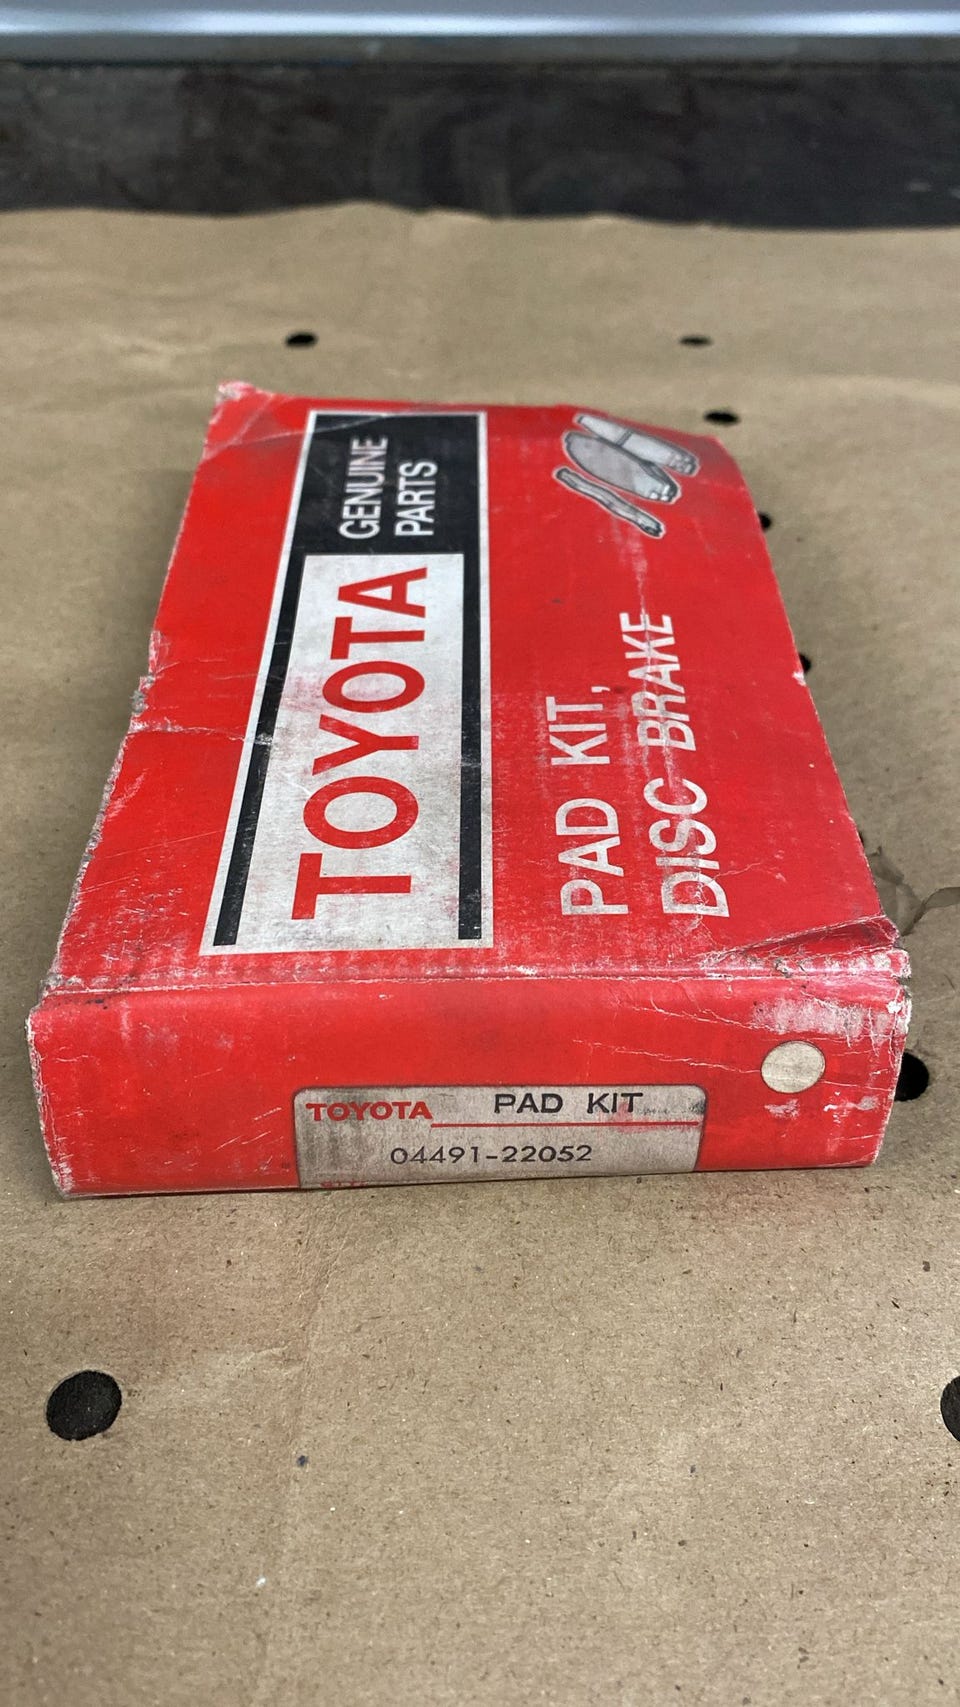 TOYOTA GENUINE
PARTS
PAD KIT,
DISC BRAKE
TOYOTA PAD KIT
04491-22052